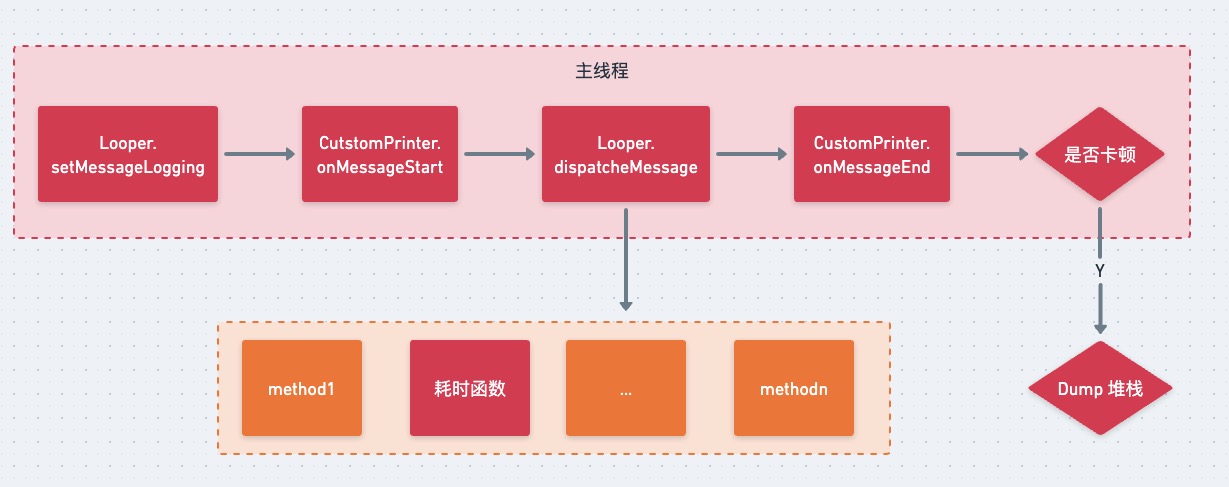 主线程
Looper.
setMessageLogging
CutstomPrinter.
onMessageStart
Looper.
dispatcheMessage
CustomPrinter.
onMessageEnd
是否卡顿
Y
method1
耗时函数
...
methodn
Dump 堆栈